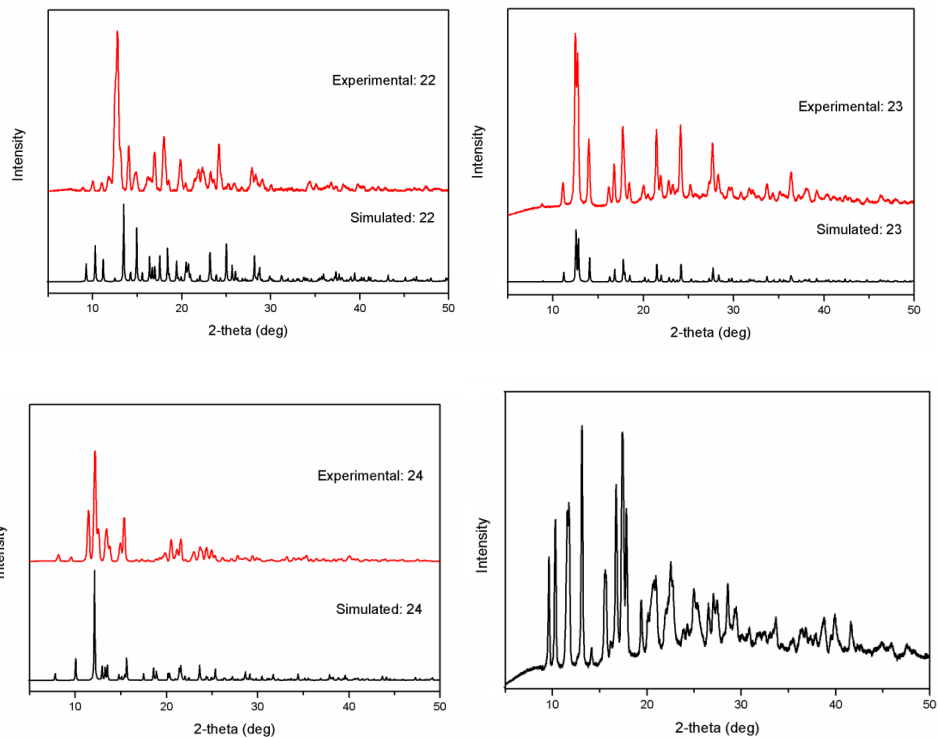 Intensity
Experimental: 22
Simulated: 22
10 20 30 40 50
2-theta (deg)
Intensity
Experimental: 23
Simulated: 23
10 20 30 40 50
2-theta (deg)
Intensity
Experimental: 24
Simulated: 24
10 20 30 40 50
2-theta (deg)
Intensity
10 20 30 40 50
2-theta (deg)